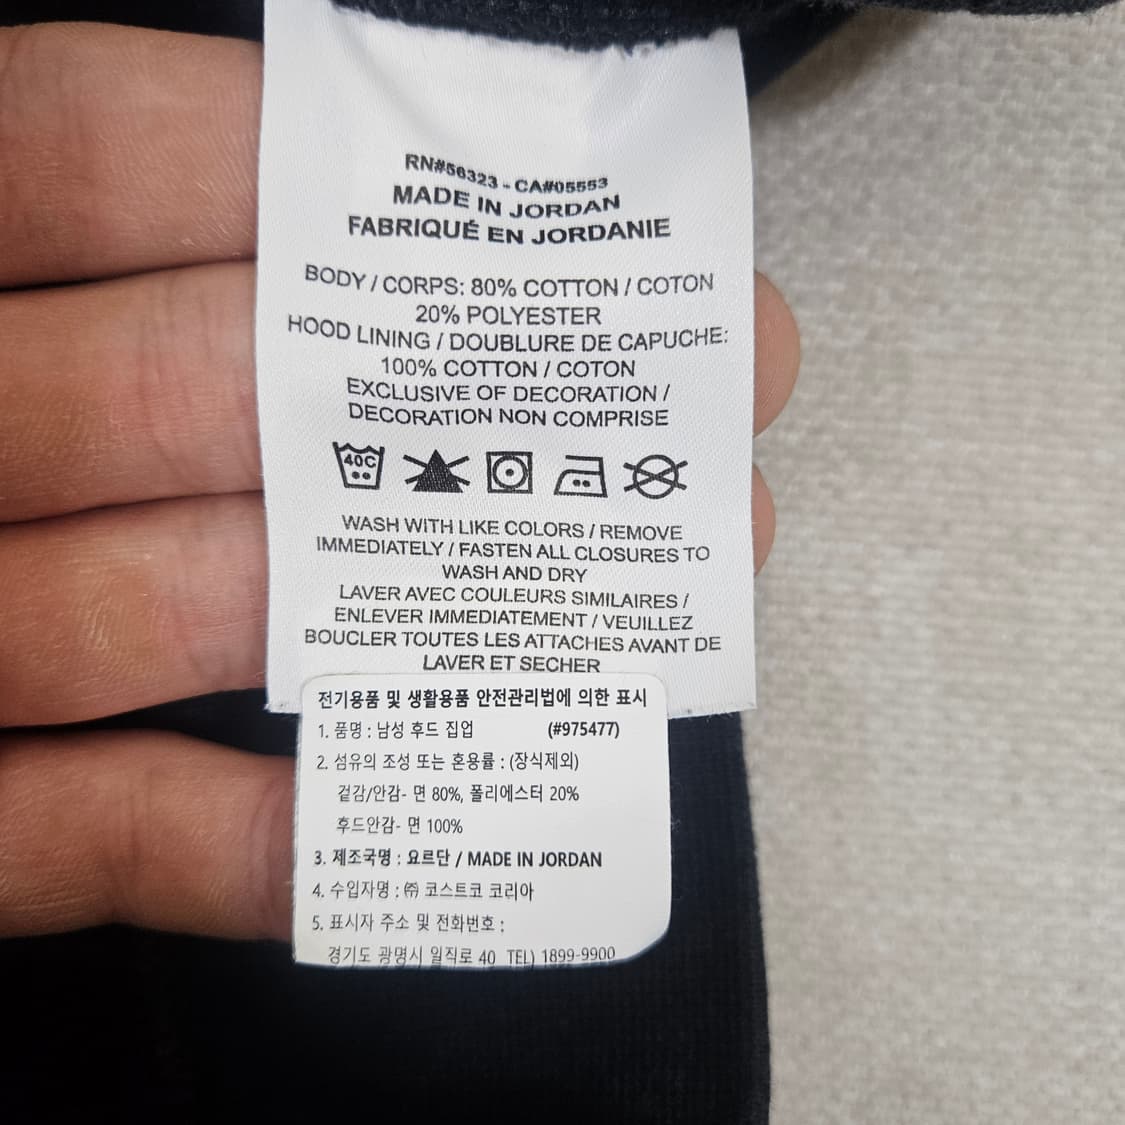 RN#56323 - CA#05553
MADE IN JORDAN
FABRIQUÉ EN JORDANIE
BODY / CORPS: 80% COTTON / COTON
20% POLYESTER
HOOD LINING / DOUBLURE DE CAPUCHE:
100% COTTON / COTON
EXCLUSIVE OF DECORATION /
DECORATION NON COMPRISE
40C
WASH WITH LIKE COLORS / REMOVE
IMMEDIATELY / FASTEN ALL CLOSURES TO
WASH AND DRY
LAVER AVEC COULEURS SIMILAIRES /
ENLEVER IMMEDIATEMENT / VEUILLEZ
BOUCLER TOUTES LES ATTACHES AVANT DE
LAVER ET SECHER
전기용품 및 생활용품 안전관리법에 의한 표시
1. 품명 : 남성 후드 집업 (#975477)
2. 섬유의 조성 또는 혼용률 : (장식제외)
겉감/안감- 면 80%, 폴리에스터 20%
후드안감- 면 100%
3. 제조국명 : 요르단 / MADE IN JORDAN
4. 수입자명 : ㈜ 코스트코 코리아
5. 표시자 주소 및 전화번호 :
경기도 광명시 일직로 40 TEL) 1899-9900